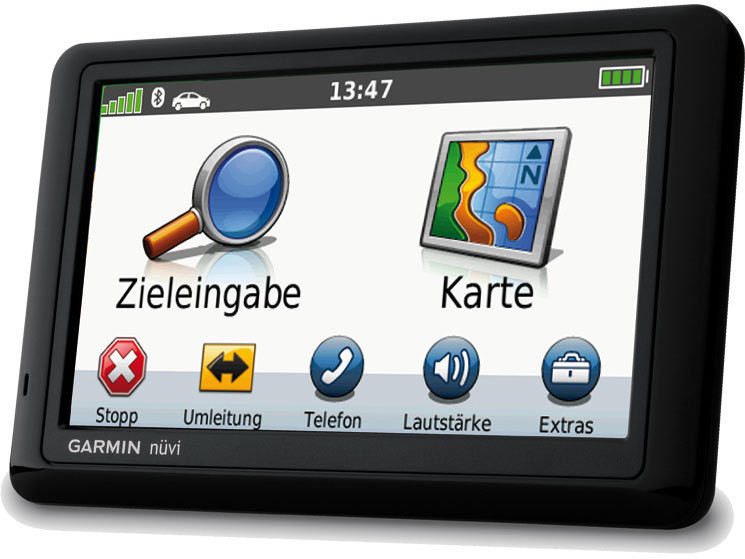 13:47
N
Zieleingabe Karte
Stopp Umleitung Telefon Lautstärke Extras
GARMIN nüvi